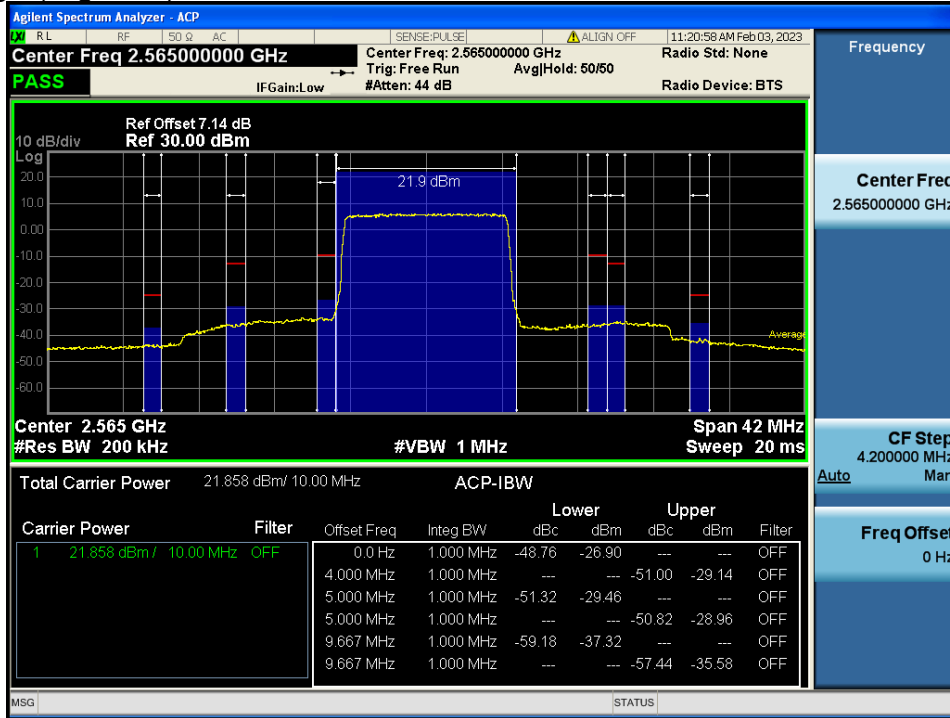 Agilent Spectrum Analyzer - ACP
LXI RL RF 50 Ω AC SENSE:PULSE ALIGN OFF 11:20:58 AM Feb 03, 2023
Center Freq 2.565000000 GHz Center Freq: 2.565000000 GHz Radio Std: None
Trig: Free Run Avg|Hold: 50/50
PASS IFGain:Low #Atten: 44 dB Radio Device: BTS
Ref Offset 7.14 dB
10 dB/div Ref 30.00 dBm
Log
20.0
21.9 dBm
10.0
0.00
-10.0
-20.0
-30.0
-40.0
Average
-50.0
-60.0
Center 2.565 GHz Span 42 MHz
#Res BW 200 kHz #VBW 1 MHz Sweep 20 ms
Total Carrier Power 21.858 dBm/ 10.00 MHz ACP-IBW
Lower Upper
Carrier Power Filter Offset Freq Integ BW dBc dBm dBc dBm Filter
1 21.858 dBm / 10.00 MHz OFF 0.0 Hz 1.000 MHz -48.76 -26.90 --- --- OFF
4.000 MHz 1.000 MHz --- --- -51.00 -29.14 OFF
5.000 MHz 1.000 MHz -51.32 -29.46 --- --- OFF
5.000 MHz 1.000 MHz --- --- -50.82 -28.96 OFF
9.667 MHz 1.000 MHz -59.18 -37.32 --- --- OFF
9.667 MHz 1.000 MHz --- --- -57.44 -35.58 OFF
MSG STATUS
Frequency
Center Freq
2.565000000 GHz
CF Step
4.200000 MHz
Auto Man
Freq Offset
0 Hz